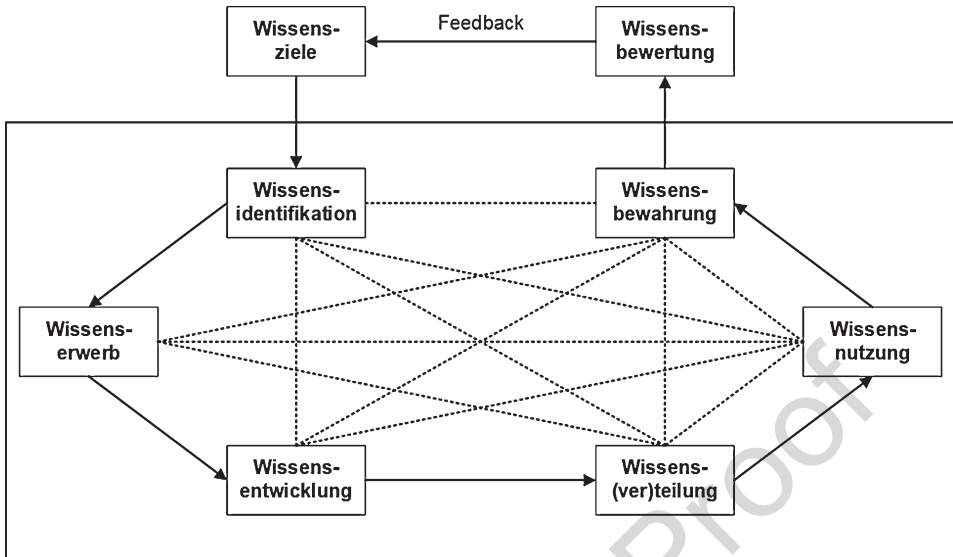 Wissens-
ziele
Feedback
Wissens-
bewertung
Wissens-
identifikation
Wissens-
bewahrung
Wissens-
erwerb
Wissens-
nutzung
Wissens-
entwicklung
Wissens-
(ver)teilung
Proof